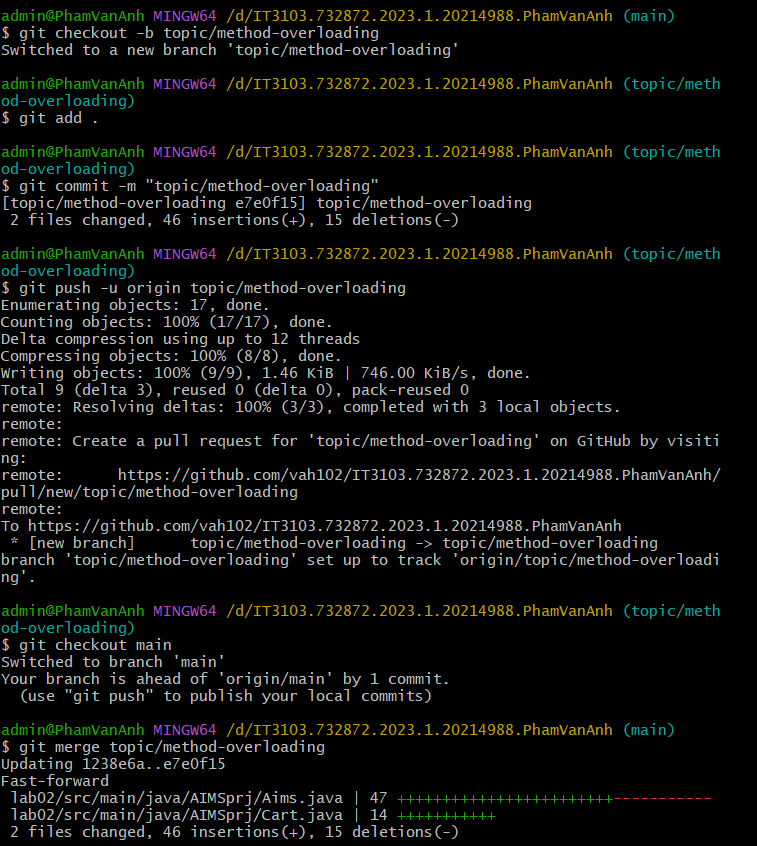 admin@PhamVanAnh MINGW64 /d/IT3103.732872.2023.1.20214988.PhamVanAnh (main)
$ git checkout -b topic/method-overloading
Switched to a new branch 'topic/method-overloading'
admin@PhamVanAnh MINGW64 /d/IT3103.732872.2023.1.20214988.PhamVanAnh (topic/meth
od-overloading)
$ git add .
admin@PhamVanAnh MINGW64 /d/IT3103.732872.2023.1.20214988.PhamVanAnh (topic/meth
od-overloading)
$ git commit -m "topic/method-overloading"
[topic/method-overloading e7e0f15] topic/method-overloading
 2 files changed, 46 insertions(+), 15 deletions(-)
admin@PhamVanAnh MINGW64 /d/IT3103.732872.2023.1.20214988.PhamVanAnh (topic/meth
od-overloading)
$ git push -u origin topic/method-overloading
Enumerating objects: 17, done.
Counting objects: 100% (17/17), done.
Delta compression using up to 12 threads
Compressing objects: 100% (8/8), done.
Writing objects: 100% (9/9), 1.46 KiB | 746.00 KiB/s, done.
Total 9 (delta 3), reused 0 (delta 0), pack-reused 0
remote: Resolving deltas: 100% (3/3), completed with 3 local objects.
remote:
remote: Create a pull request for 'topic/method-overloading' on GitHub by visiti
ng:
remote:      https://github.com/vah102/IT3103.732872.2023.1.20214988.PhamVanAnh/
pull/new/topic/method-overloading
remote:
To https://github.com/vah102/IT3103.732872.2023.1.20214988.PhamVanAnh
 * [new branch]      topic/method-overloading -> topic/method-overloading
branch 'topic/method-overloading' set up to track 'origin/topic/method-overloadi
ng'.
admin@PhamVanAnh MINGW64 /d/IT3103.732872.2023.1.20214988.PhamVanAnh (topic/meth
od-overloading)
$ git checkout main
Switched to branch 'main'
Your branch is ahead of 'origin/main' by 1 commit.
  (use "git push" to publish your local commits)
admin@PhamVanAnh MINGW64 /d/IT3103.732872.2023.1.20214988.PhamVanAnh (main)
$ git merge topic/method-overloading
Updating 1238e6a..e7e0f15
Fast-forward
 lab02/src/main/java/AIMSprj/Aims.java | 47 ++++++++++++++++++++++++-----------
 lab02/src/main/java/AIMSprj/Cart.java | 14 +++++++++++
 2 files changed, 46 insertions(+), 15 deletions(-)